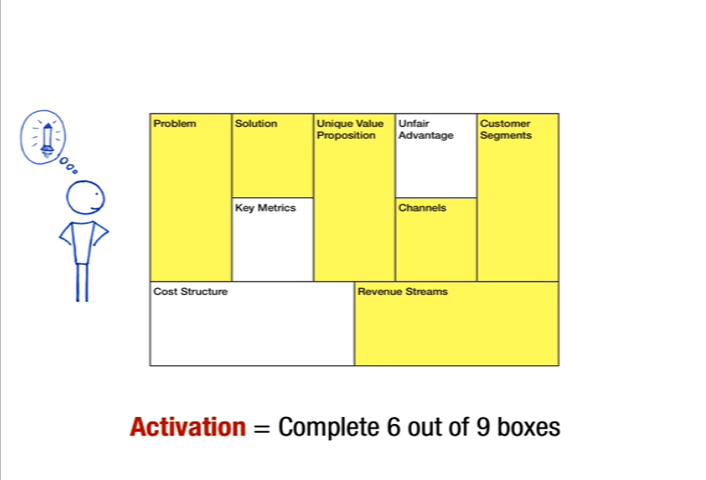 Problem
Solution
Unique Value
Proposition
Unfair
Advantage
Customer
Segments
Key Metrics
Channels
Cost Structure
Revenue Streams
Activation = Complete 6 out of 9 boxes